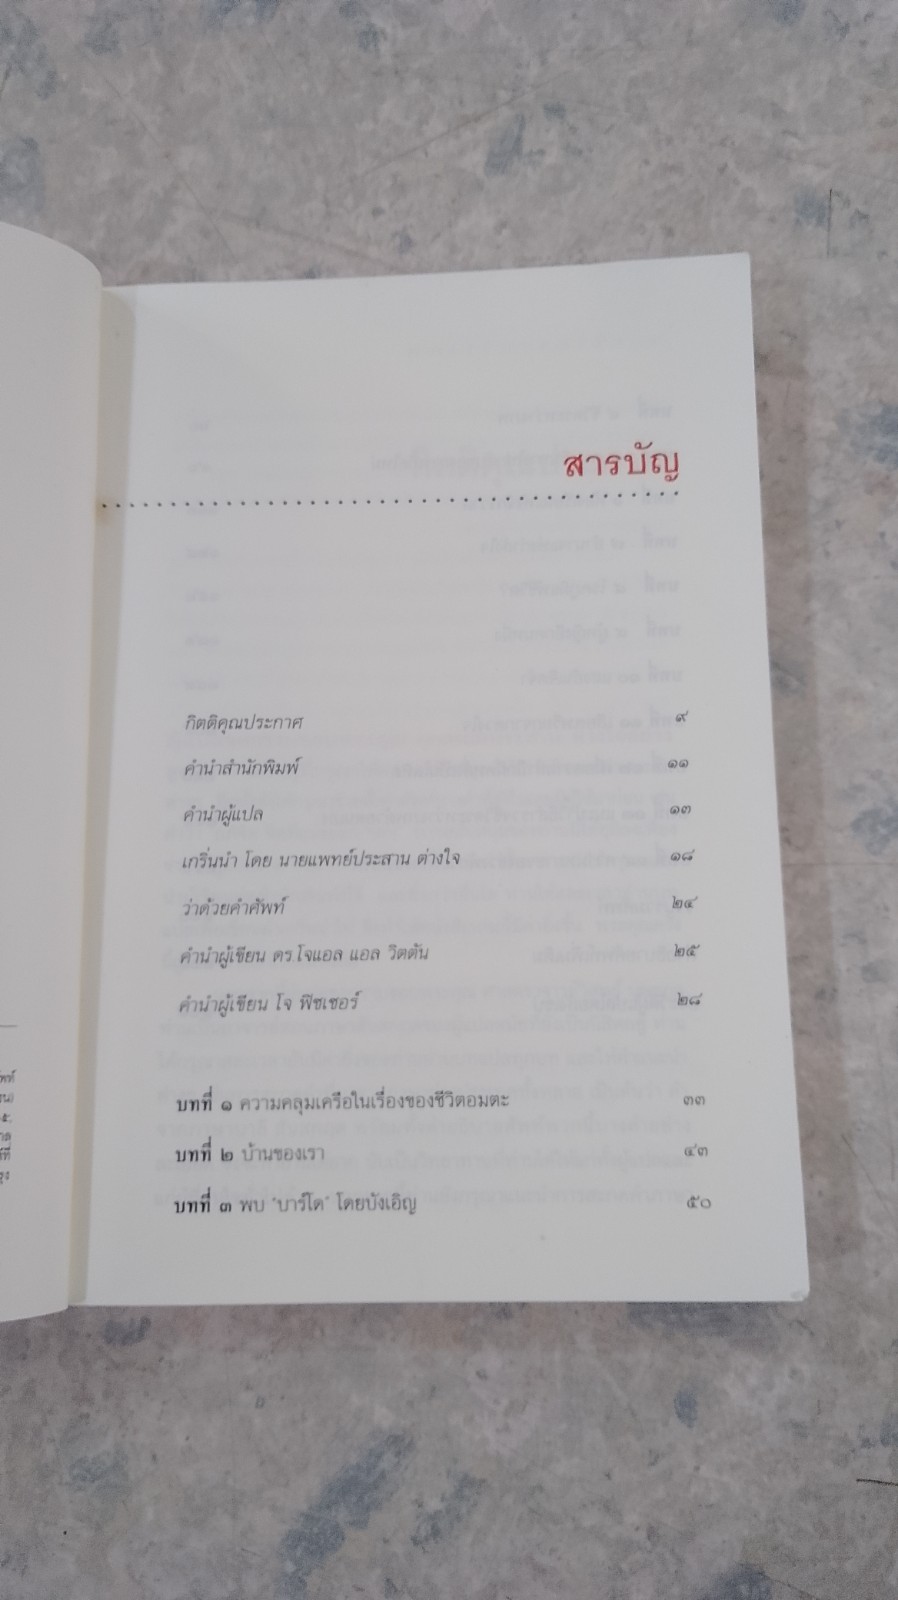 สารบัญ
กิตติคุณประกาศ ๙
คำนำสำนักพิมพ์ ๑๑
คำนำผู้แปล ๑๓
เกริ่นนำ โดย นายแพทย์ประสาน ต่างใจ ๑๘
ว่าด้วยคำศัพท์ ๒๔
คำนำผู้เขียน ดร.โจแอล แอล วิตตัน ๒๕
คำนำผู้เขียน โจ ฟิชเชอร์ ๒๘
บทที่ ๑ ความคลุมเครือในเรื่องของชีวิตอมตะ ๓๓
บทที่ ๒ บ้านของเรา ๔๓
บทที่ ๓ พบ ‘บาร์โด’ โดยบังเอิญ ๕๐